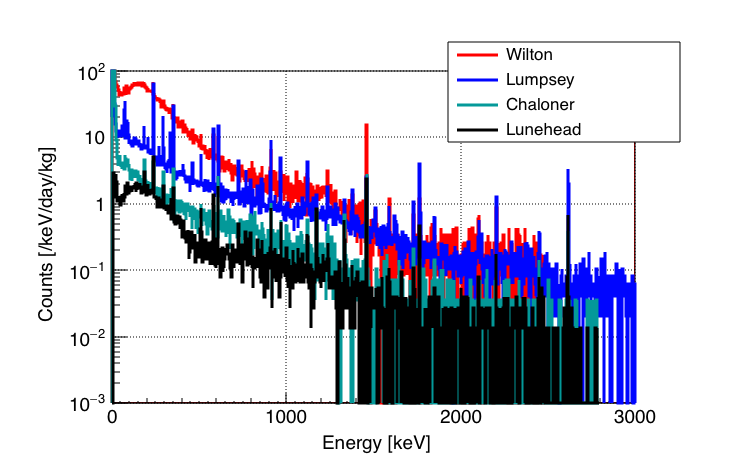 Wilton
Lumpsey
Chaloner
Lunehead
10²
10
1
10⁻¹
10⁻²
10⁻³
Counts [/keV/day/kg]
0 1000 2000 3000
Energy [keV]